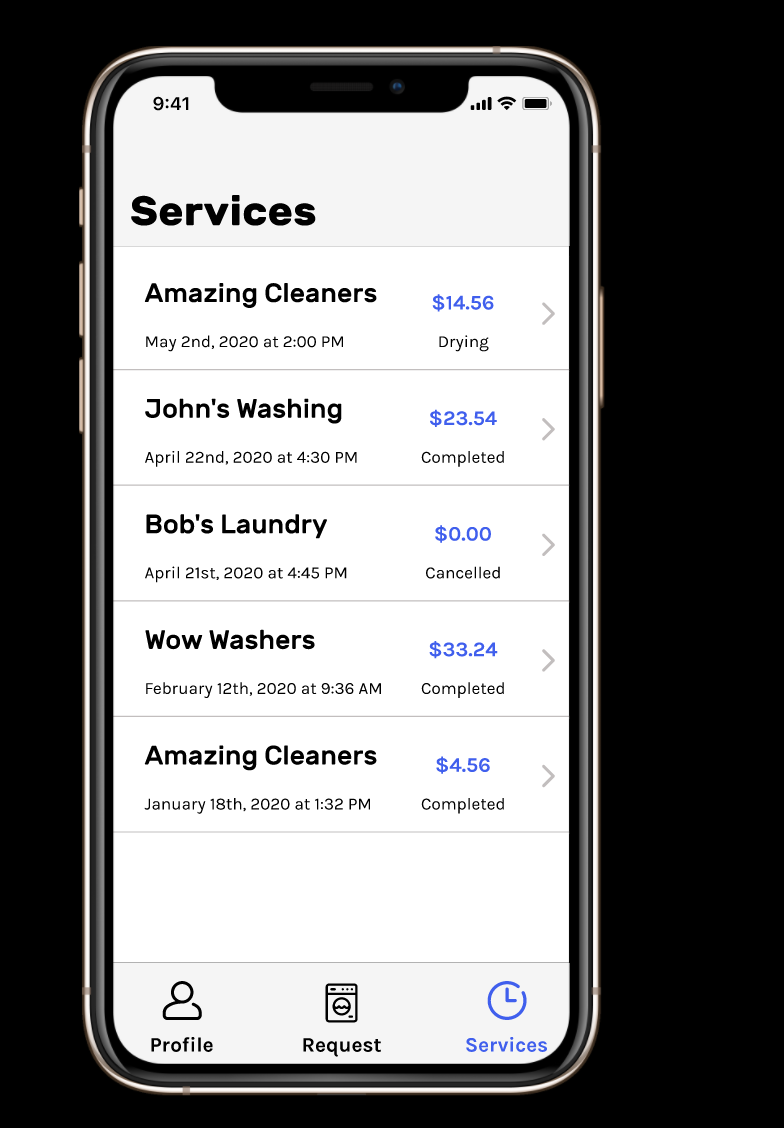 9:41
Services
Amazing Cleaners
$14.56
May 2nd, 2020 at 2:00 PM
Drying
John's Washing
$23.54
April 22nd, 2020 at 4:30 PM
Completed
Bob's Laundry
$0.00
April 21st, 2020 at 4:45 PM
Cancelled
Wow Washers
$33.24
February 12th, 2020 at 9:36 AM
Completed
Amazing Cleaners
$4.56
January 18th, 2020 at 1:32 PM
Completed
Profile
Request
Services